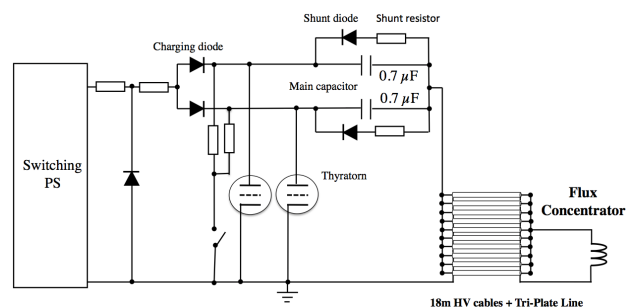 Shunt diode Shunt resistor
Charging diode
0.7 μF
Main capacitor
0.7 μF
Switching
PS
Thyratorn
Flux
Concentrator
18m HV cables + Tri-Plate Line